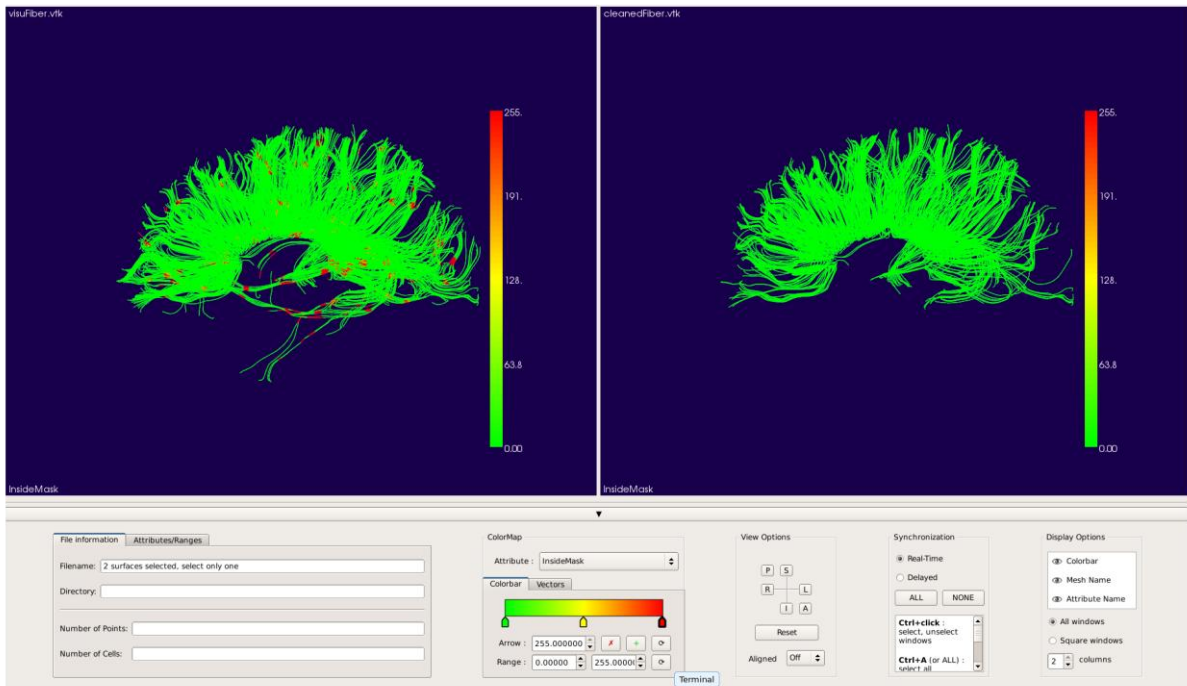 visuFiber.vtk
cleanedFiber.vtk
255.
191.
128.
63.8
0.00
255.
191.
128.
63.8
0.00
InsideMask
InsideMask
File information Attributes/Ranges
Filename: 2 surfaces selected, select only one
Directory:
Number of Points:
Number of Cells:
ColorMap
Attribute : InsideMask
Colorbar Vectors
Arrow : 255.000000
Range : 0.00000 255.0000
Terminal
View Options
P S
R L
I A
Reset
Aligned Off
Synchronization
Real-Time
Delayed
ALL NONE
Ctrl+click :
select, unselect
windows
Ctrl+A (or ALL) :
select all
Display Options
Colorbar
Mesh Name
Attribute Name
All windows
Square windows
2 columns